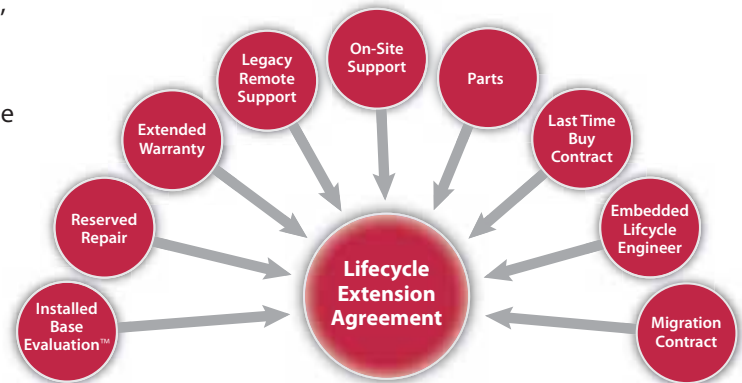 ,
e
Installed
Base
Evaluation™
Reserved
Repair
Extended
Warranty
Legacy
Remote
Support
On-Site
Support
Parts
Last Time
Buy
Contract
Embedded
Lifcycle
Engineer
Migration
Contract
Lifecycle
Extension
Agreement